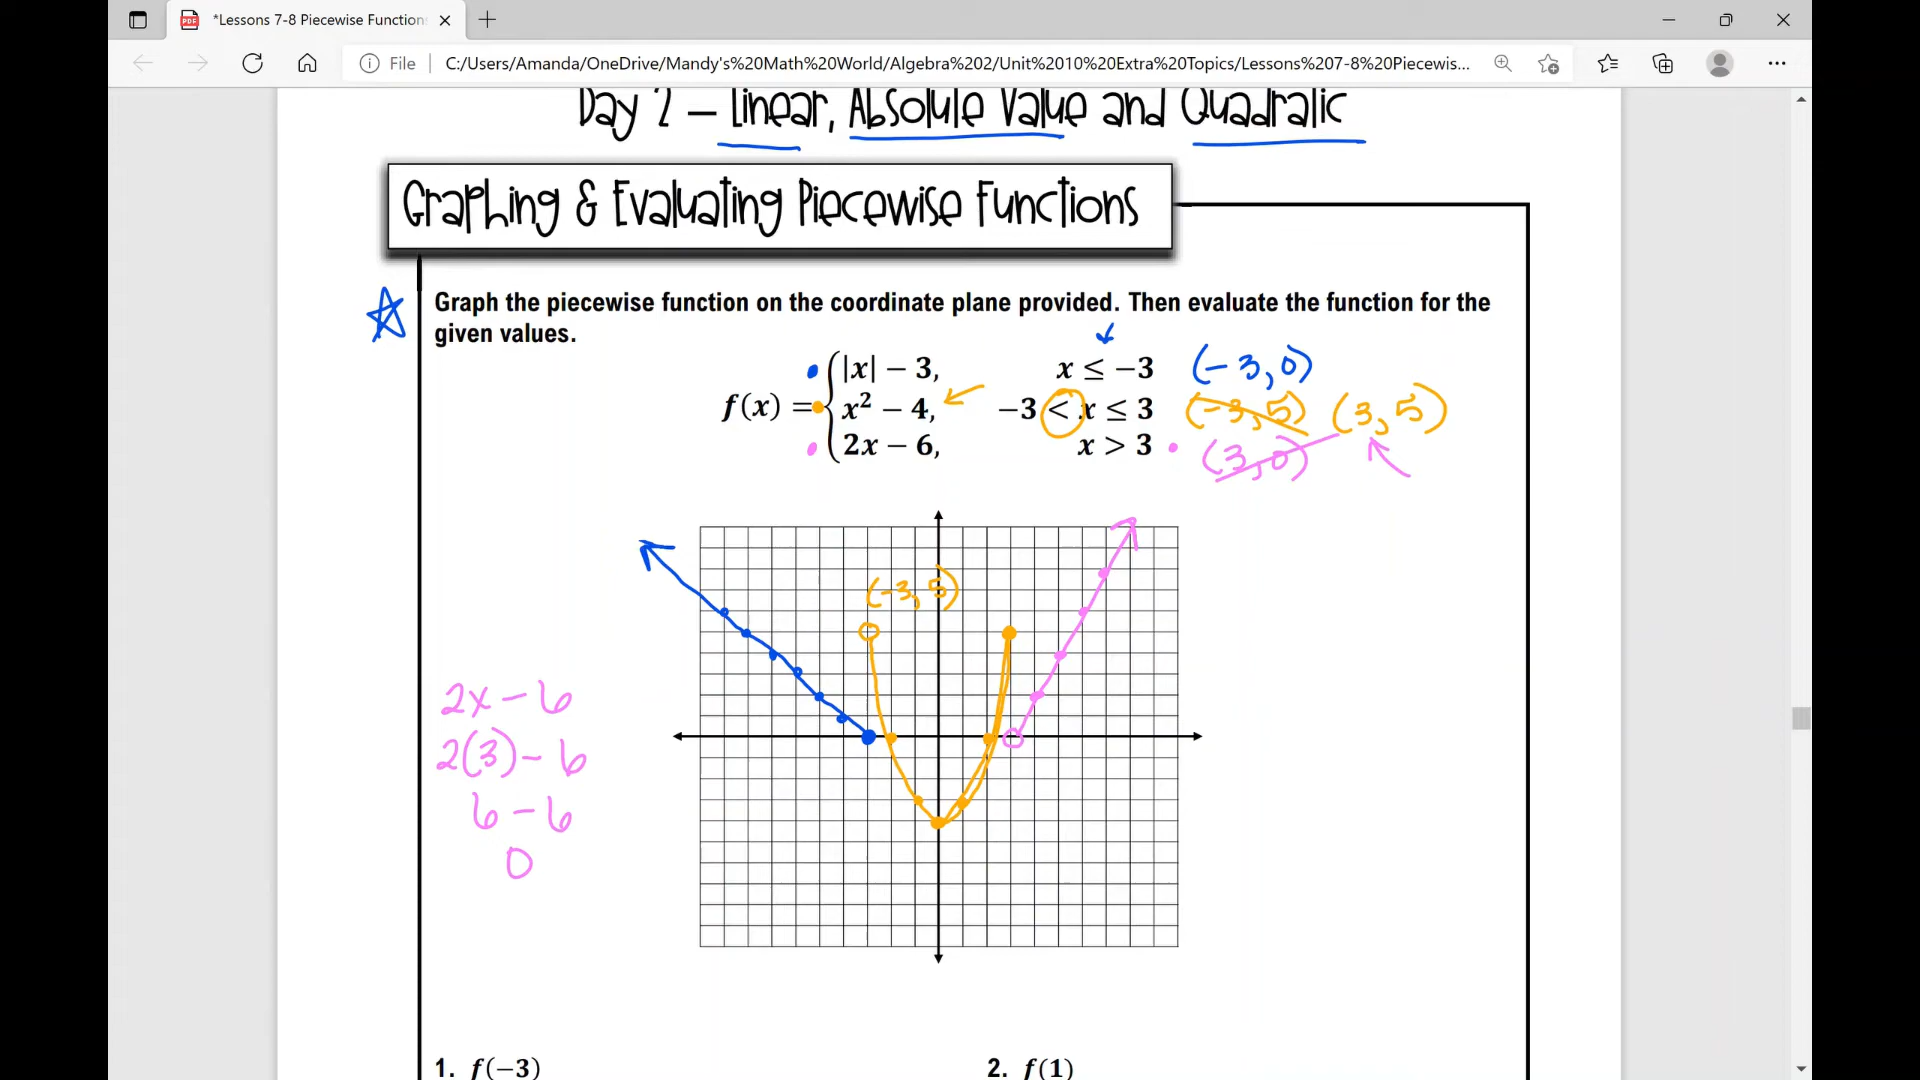 *Lessons 7-8 Piecewise Function
File C:/Users/Amanda/OneDrive/Mandy's%20Math%20World/Algebra%202/Unit%2010%20Extra%20Topics/Lessons%207-8%20Piecewis...
Day 2 – Linear, Absolute Value and Quadratic
Graphing & Evaluating Piecewise Functions
Graph the piecewise function on the coordinate plane provided. Then evaluate the function for the
given values.
|x| − 3, x ≤ −3 (-3,0)
f(x) = x² − 4, −3 < x ≤ 3 (-3,5) (3,5)
2x − 6, x > 3 (3,0)
(-3,5)
2x - 6
2(3) - 6
6 - 6
0
1. f(−3) 2. f(1)